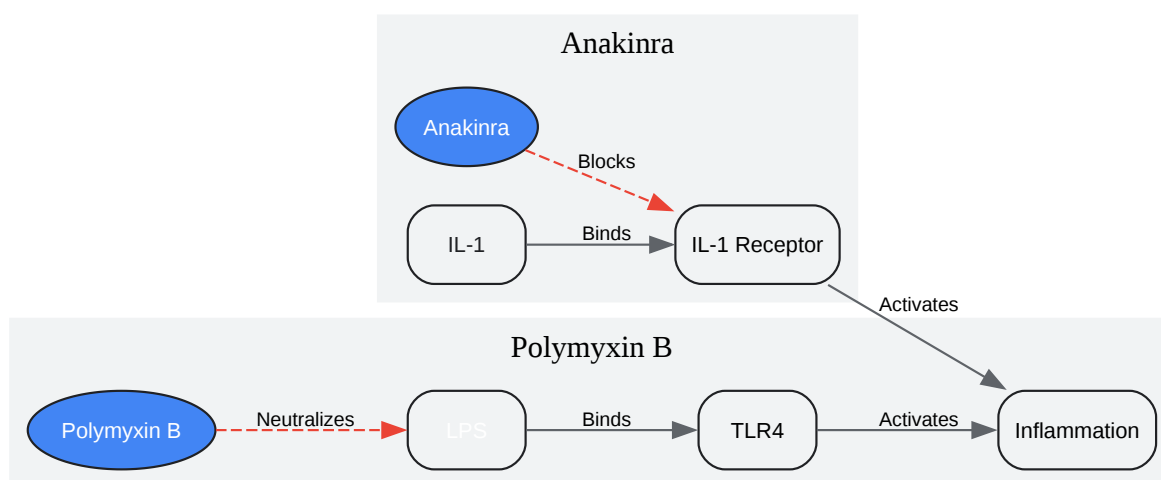 Anakinra
Anakinra
Blocks
IL-1
Binds
IL-1 Receptor
Activates
Polymyxin B
Polymyxin B
Neutralizes
LPS
Binds
TLR4
Activates
Inflammation